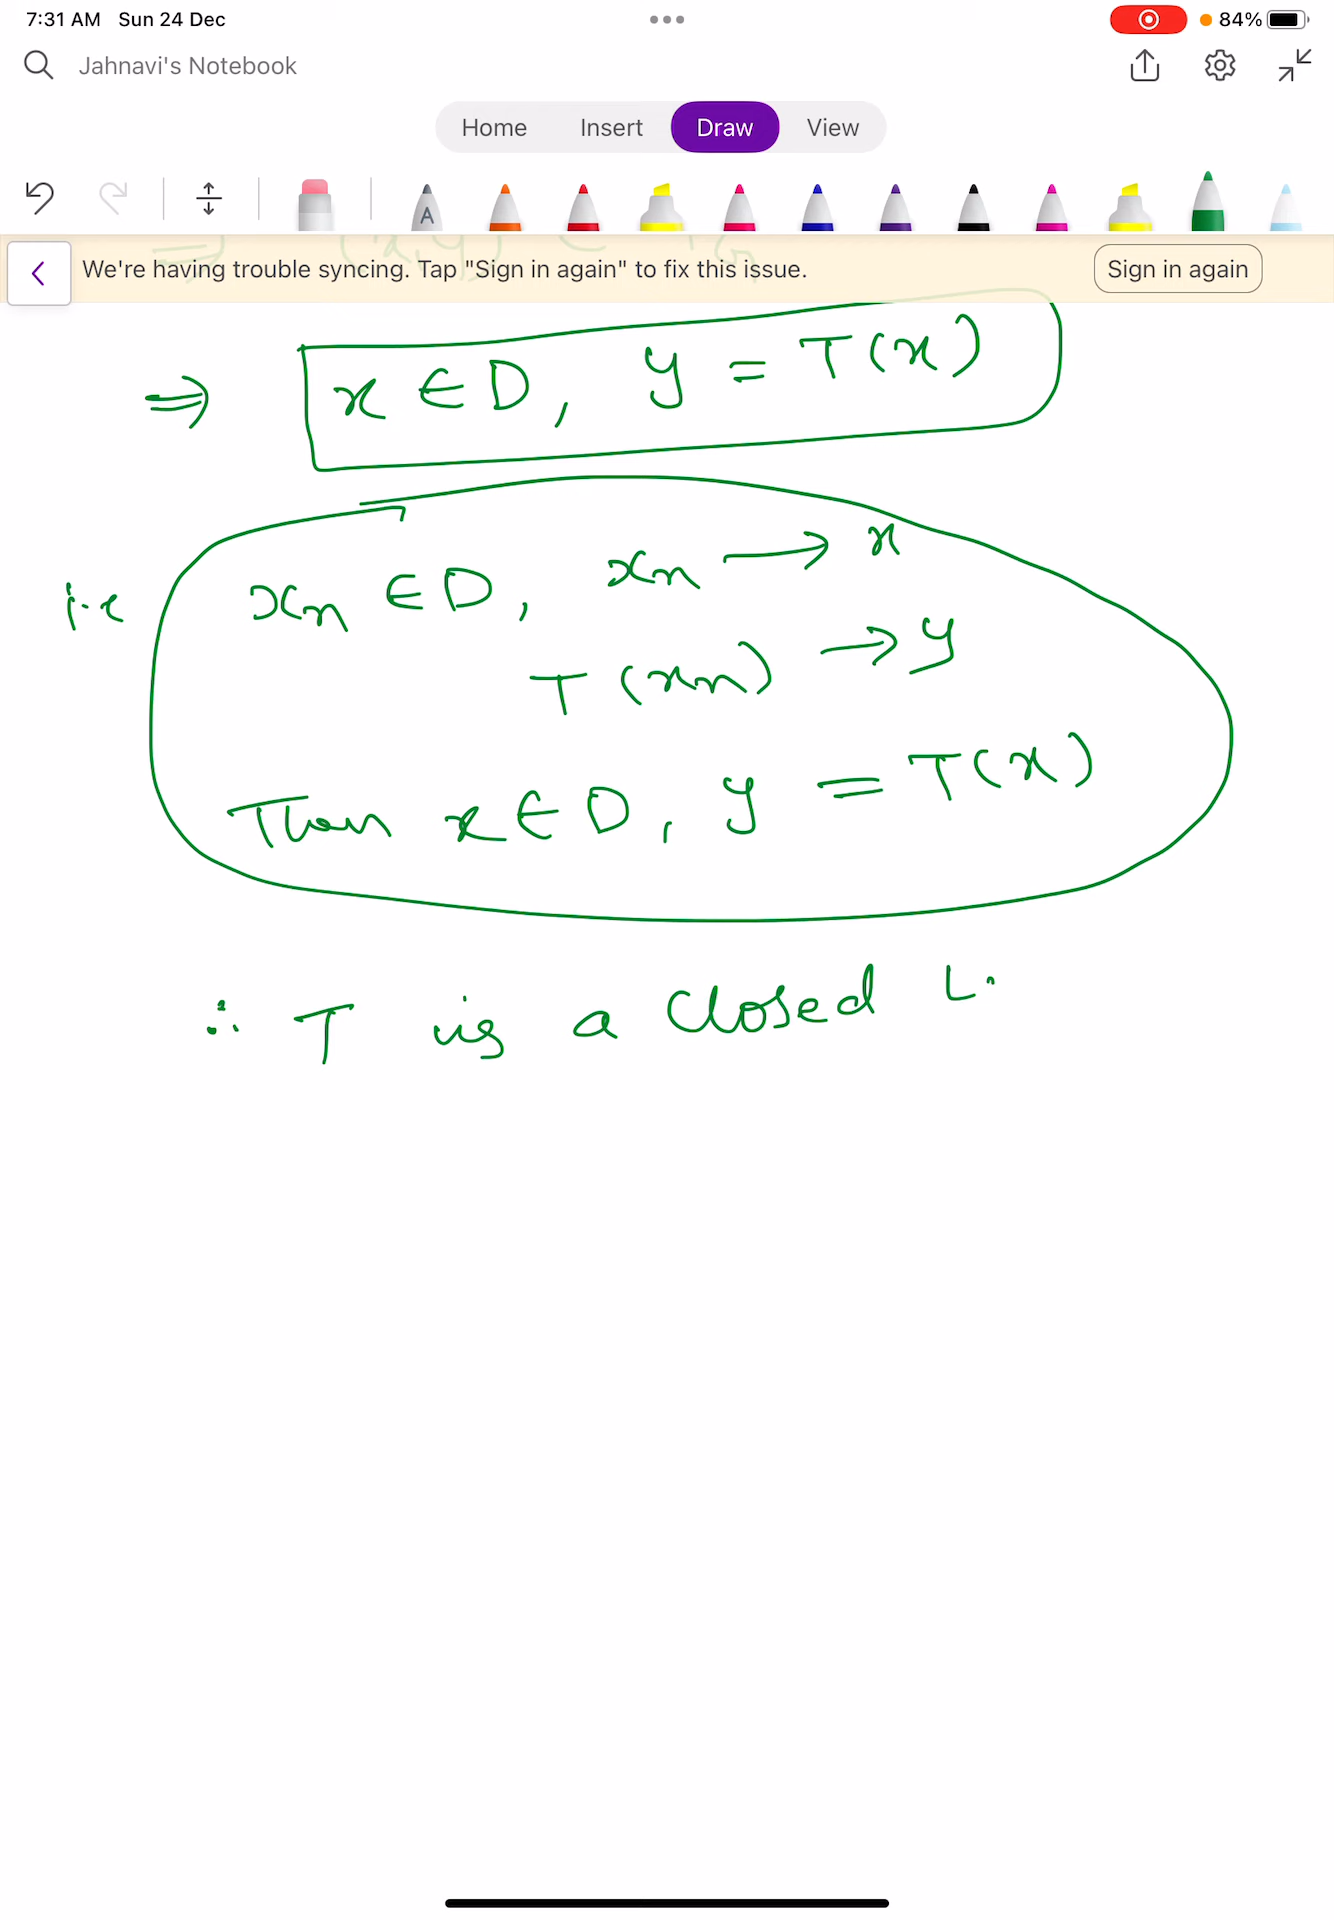 7:31 AM Sun 24 Dec
84%
Jahnavi's Notebook
Home Insert Draw View
A
We're having trouble syncing. Tap "Sign in again" to fix this issue. Sign in again
⇒ x ∈ D, y = T(x)
i.e xₙ ∈ D, xₙ → x
T(xₙ) → y
Then x ∈ D, y = T(x)
∴ T is a closed L.